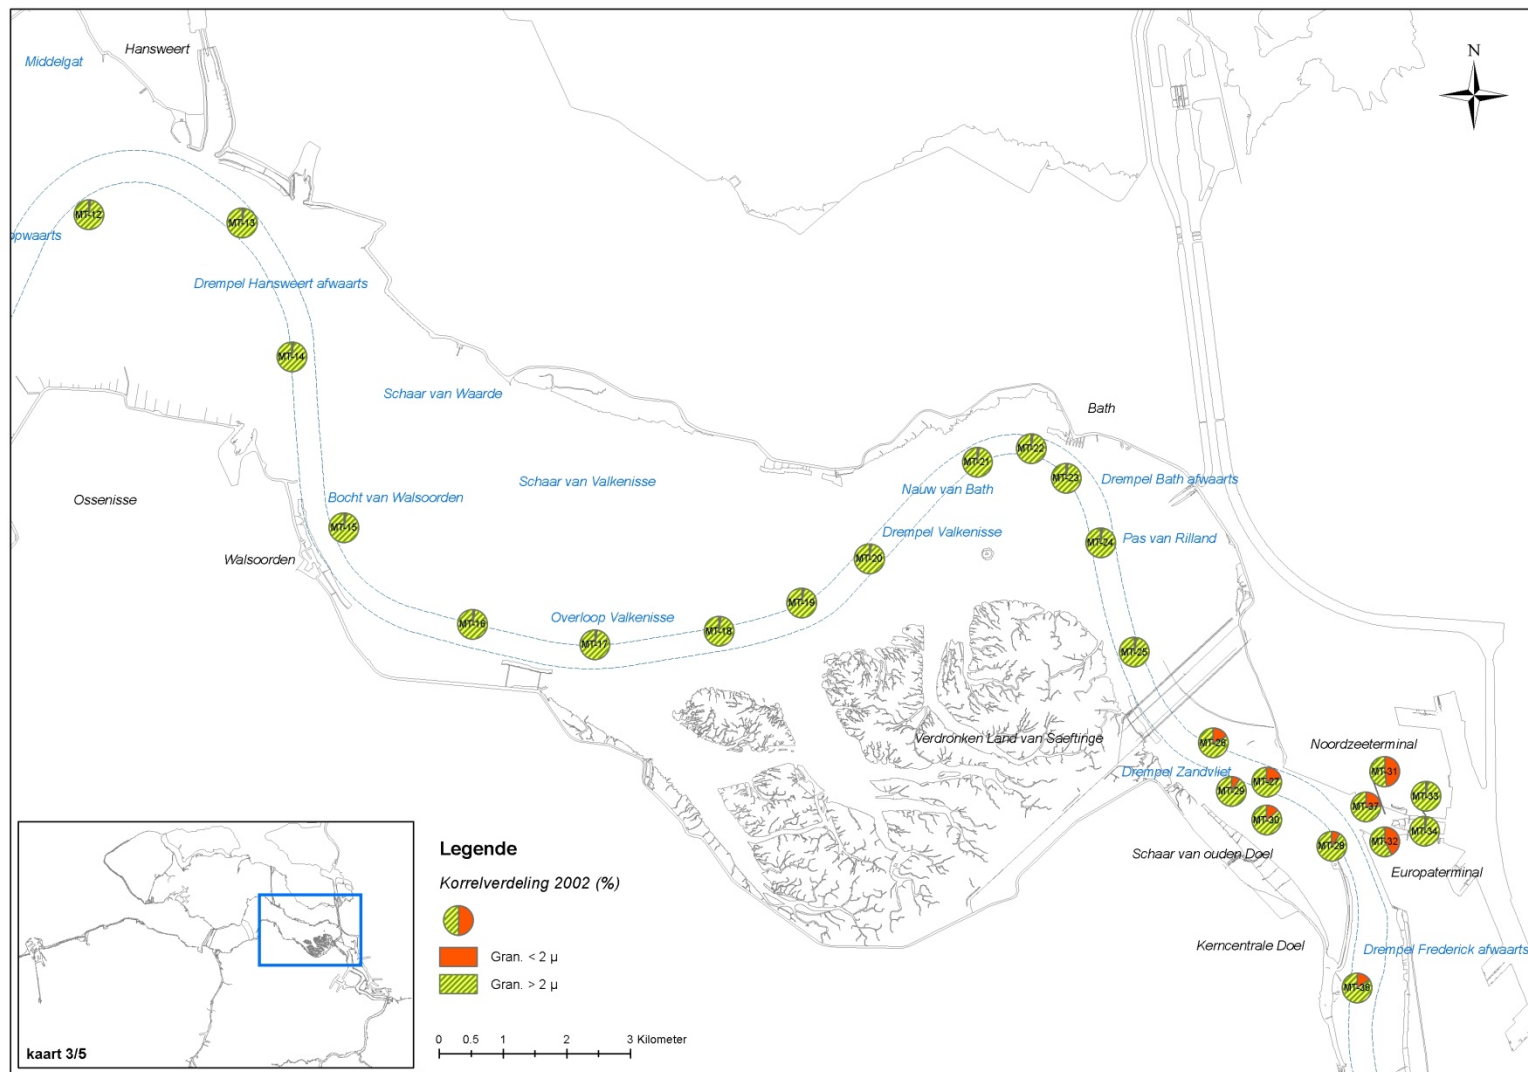 Hansweert
Middelgat
N
MT-12
MT-13
opwaarts
Drempel Hansweert afwaarts
MT-14
Schaar van Waarde
Bath
MT-22
MT-21
MT-23
Drempel Bath afwaarts
Schaar van Valkenisse
Nauw van Bath
Ossenisse
Bocht van Walsoorden
MT-15
Drempel Valkenisse
Pas van Rilland
MT-24
Walsoorden
MT-20
MT-19
Overloop Valkenisse
MT-16
MT-17
MT-18
MT-25
Verdronken Land van Saeftinge
MT-26
Noordzeeterminal
Drempel Zandvliet
MT-31
MT-27
MT-29
MT-33
MT-37
MT-30
MT-34
MT-32
MT-28
Schaar van ouden Doel
Europaterminal
Kerncentrale Doel
Drempel Frederick afwaarts
Legende
Korrelverdeling 2002 (%)
Gran. < 2 µ
Gran. > 2 µ
0 0.5 1 2 3 Kilometer
kaart 3/5